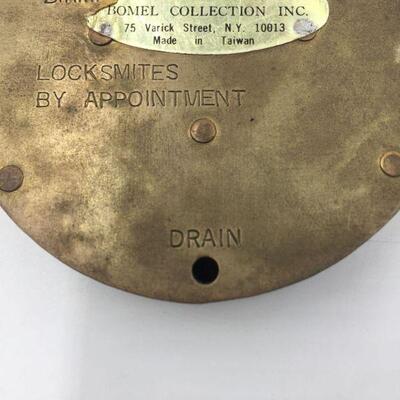 BOMEL COLLECTION INC.
75 Varick Street, N.Y. 10013
Made in Taiwan
LOCKSMITES
BY APPOINTMENT
DRAIN